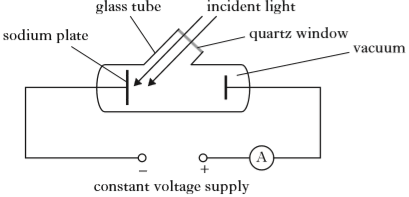 glass tube
incident light
sodium plate
quartz window
vacuum
A
– +
constant voltage supply